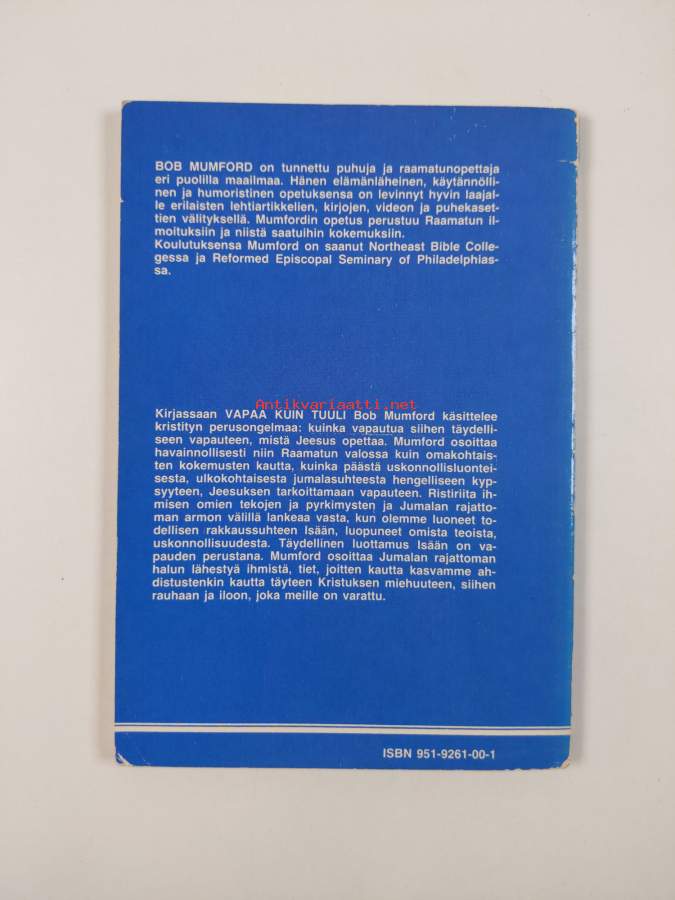 BOB MUMFORD on tunnettu puhuja ja raamatunopettaja
eri puolilla maailmaa. Hänen elämänläheinen, käytännölli-
nen ja humoristinen opetuksensa on levinnyt hyvin laajal-
le erilaisten lehtiartikkelien, kirjojen, videon ja puhekaset-
tien välityksellä. Mumfordin opetus perustuu Raamatun il-
moituksiin ja niistä saatuihin kokemuksiin.
Koulutuksensa Mumford on saanut Northeast Bible Colle-
gessa ja Reformed Episcopal Seminary of Philadelphias-
sa.
Antikvariaatti.net
Kirjassaan VAPAA KUIN TUULI Bob Mumford käsittelee
kristityn perusongelmaa: kuinka vapautua siihen täydelli-
seen vapauteen, mistä Jeesus opettaa. Mumford osoittaa
havainnollisesti niin Raamatun valossa kuin omakohtais-
ten kokemusten kautta, kuinka päästä uskonnollisluontei-
sesta, ulkokohtaisesta jumalasuhteesta hengelliseen kyp-
syyteen, Jeesuksen tarkoittamaan vapauteen. Ristiriita ih-
misen omien tekojen ja pyrkimysten ja Jumalan rajatto-
man armon välillä lankeaa vasta, kun olemme luoneet to-
dellisen rakkaussuhteen Isään, luopuneet omista teoista,
uskonnollisuudesta. Täydellinen luottamus Isään on va-
pauden perustana. Mumford osoittaa Jumalan rajattoman
halun lähestyä ihmistä, tiet, joitten kautta kasvamme ah-
distustenkin kautta täyteen Kristuksen miehuuteen, siihen
rauhaan ja iloon, joka meille on varattu.
ISBN 951-9261-00-1